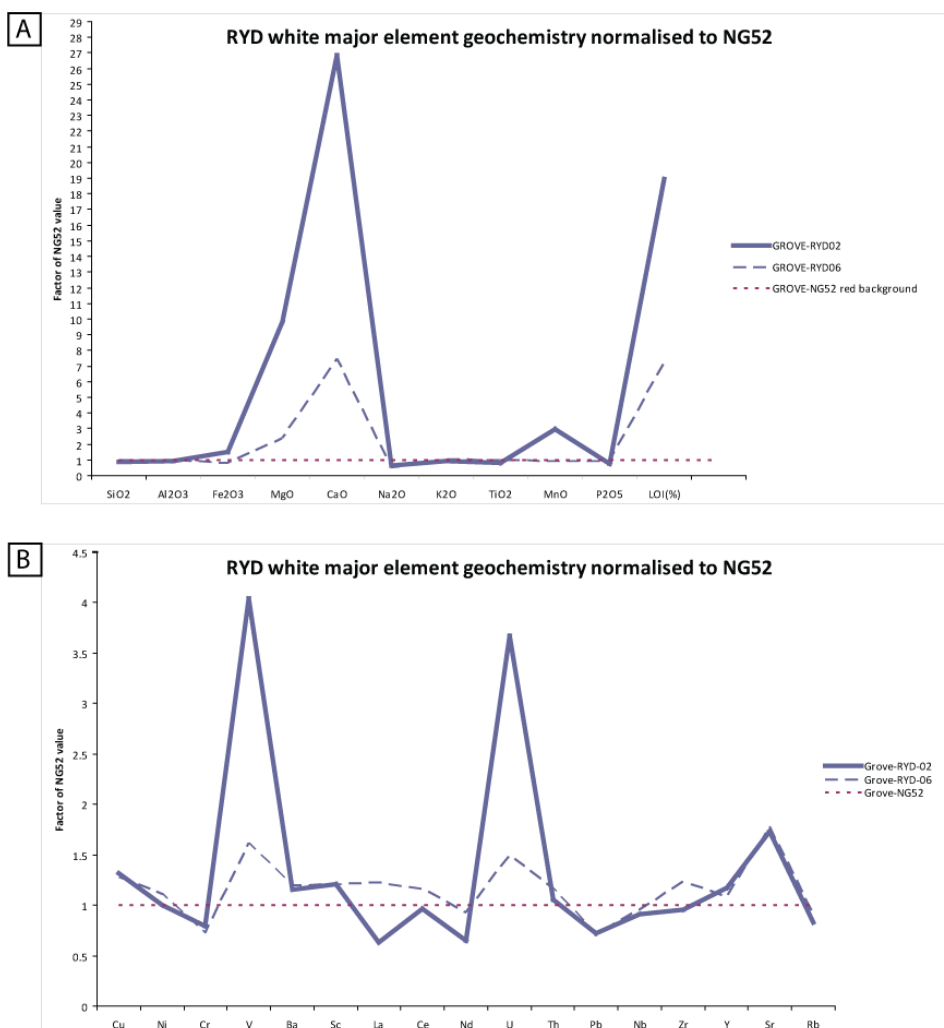 A
RYD white major element geochemistry normalised to NG52
Factor of NG52 value
29
28
27
26
25
24
23
22
21
20
19
18
17
16
15
14
13
12
11
10
9
8
7
6
5
4
3
2
1
0
SiO2 Al2O3 Fe2O3 MgO CaO Na2O K2O TiO2 MnO P2O5 LOI(%)
GROVE-RYD02
GROVE-RYD06
GROVE-NG52 red background
B
RYD white major element geochemistry normalised to NG52
Factor of NG52 value
4.5
4
3.5
3
2.5
2
1.5
1
0.5
0
Cu Ni Cr V Ba Sc La Ce Nd U Th Pb Nb Zr Y Sr Rb
Grove-RYD-02
Grove-RYD-06
Grove-NG52